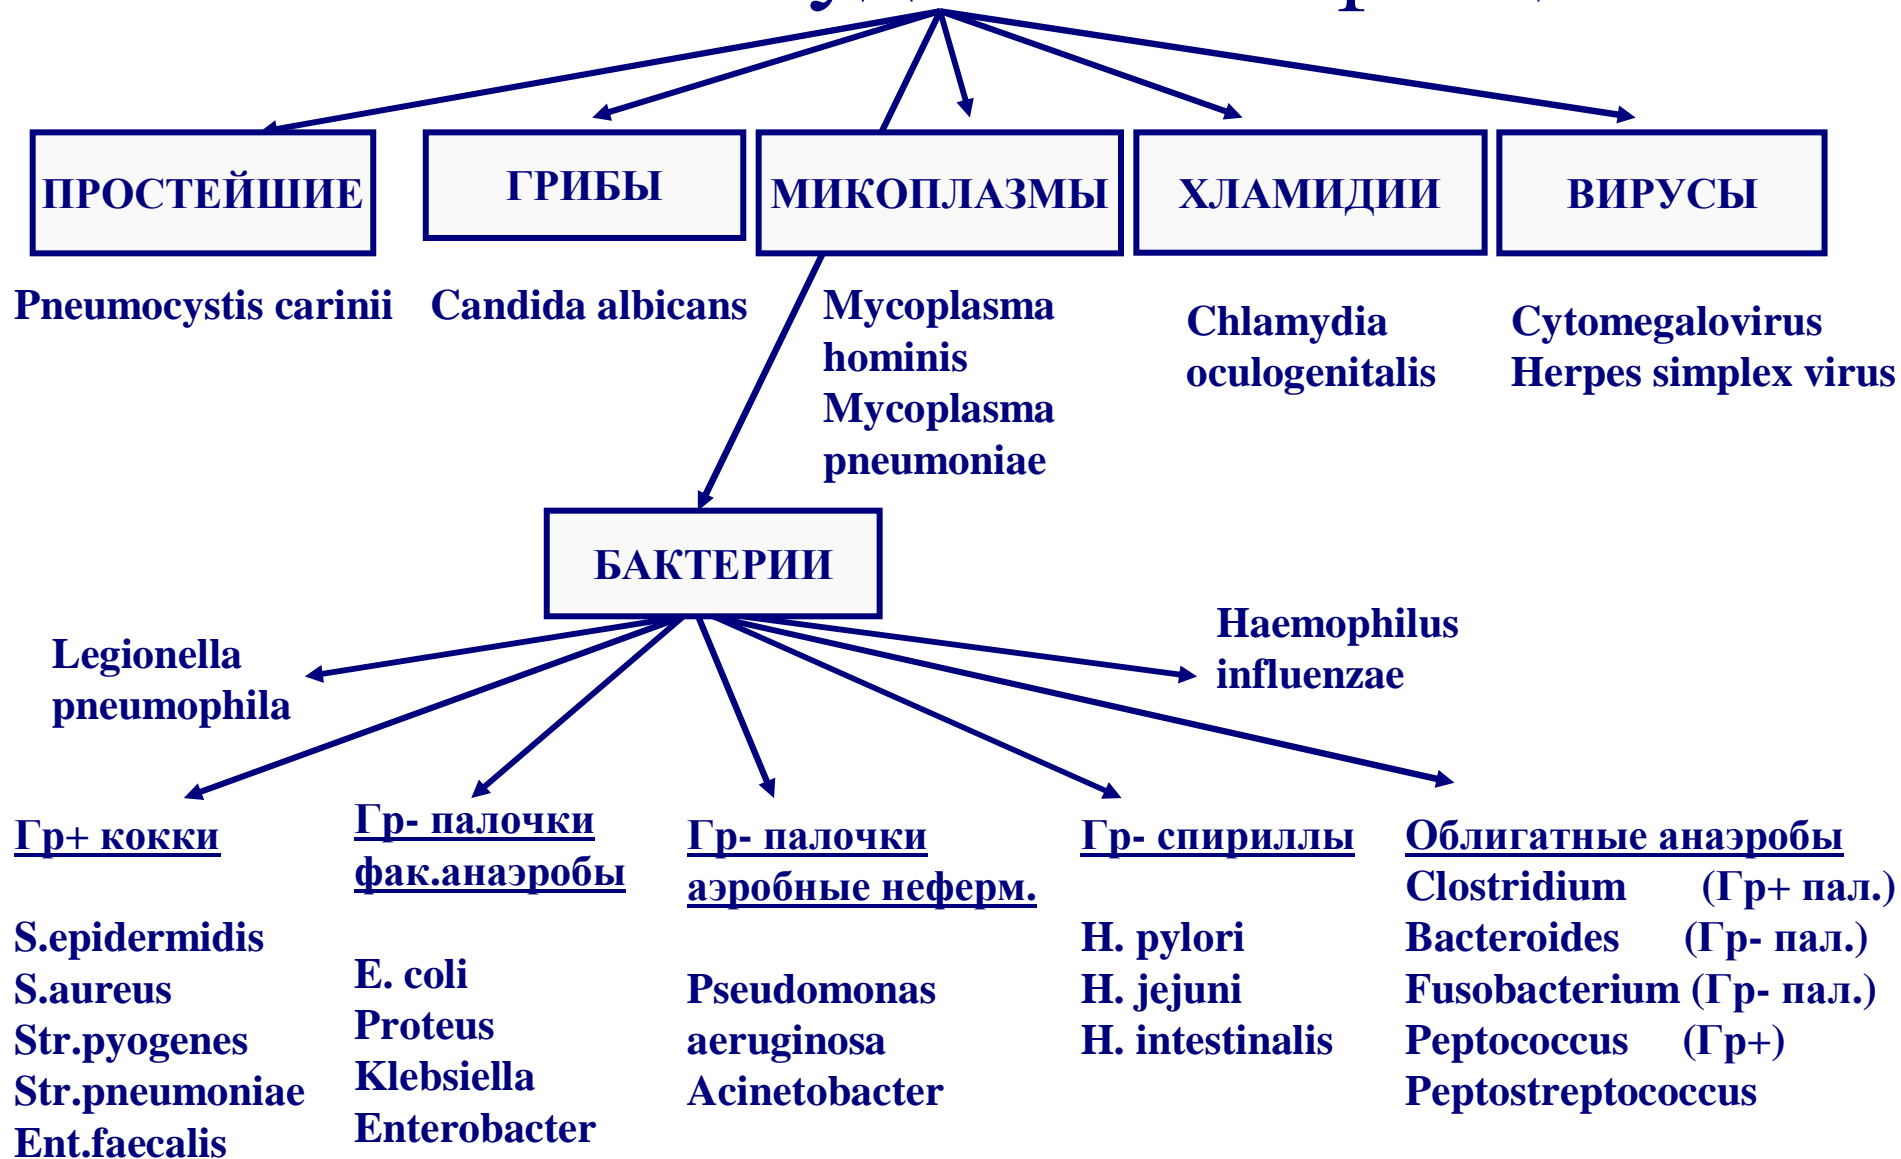 ПРОСТЕЙШИЕ
ГРИБЫ
МИКОПЛАЗМЫ
ХЛАМИДИИ
ВИРУСЫ
Pneumocystis carinii
Candida albicans
Mycoplasma
hominis
Mycoplasma
pneumoniae
Chlamydia
oculogenitalis
Cytomegalovirus
Herpes simplex virus
БАКТЕРИИ
Legionella
pneumophila
Haemophilus
influenzae
Гр+ кокки
S.epidermidis
S.aureus
Str.pyogenes
Str.pneumoniae
Ent.faecalis
Гр- палочки
фак.анаэробы
E. coli
Proteus
Klebsiella
Enterobacter
Гр- палочки
аэробные неферм.
Pseudomonas
aeruginosa
Acinetobacter
Гр- спириллы
H. pylori
H. jejuni
H. intestinalis
Облигатные анаэробы
Clostridium (Гр+ пал.)
Bacteroides (Гр- пал.)
Fusobacterium (Гр- пал.)
Peptococcus (Гр+)
Peptostreptococcus